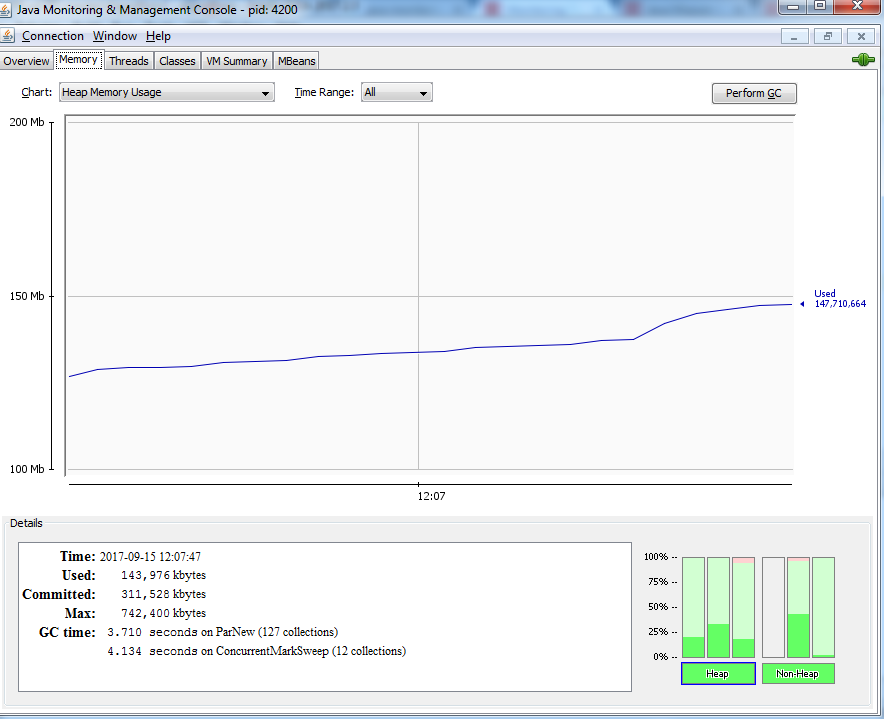 Java Monitoring & Management Console - pid: 4200
Connection Window Help
Overview Memory Threads Classes VM Summary MBeans
Chart: Heap Memory Usage Time Range: All Perform GC
200 Mb
150 Mb
100 Mb
Used
147,710,664
12:07
Details
Time: 2017-09-15 12:07:47
Used: 143,976 kbytes
Committed: 311,528 kbytes
Max: 742,400 kbytes
GC time: 3.710 seconds on ParNew (127 collections)
4.134 seconds on ConcurrentMarkSweep (12 collections)
100% --
75% --
50% --
25% --
0% --
Heap Non-Heap